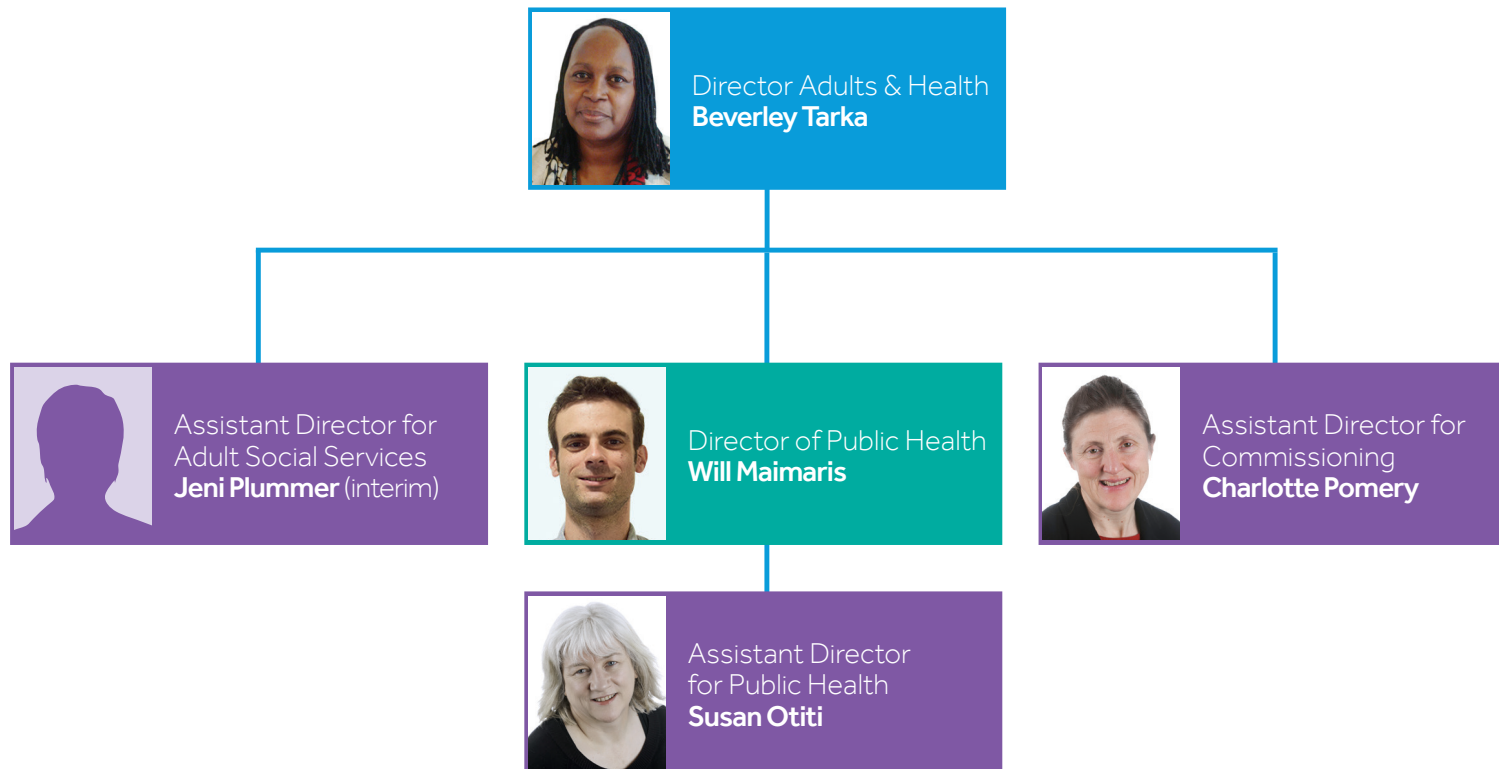 Director Adults & Health
Beverley Tarka
Assistant Director for
Adult Social Services
Jeni Plummer (interim)
Director of Public Health
Will Maimaris
Assistant Director for
Commissioning
Charlotte Pomery
Assistant Director
for Public Health
Susan Otiti